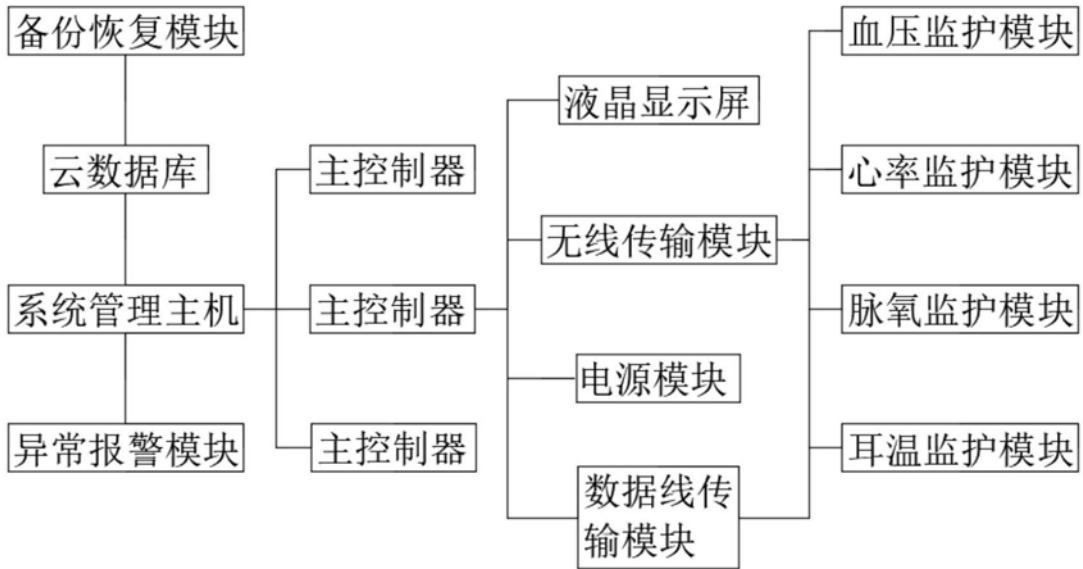 备份恢复模块
云数据库
系统管理主机
异常报警模块
主控制器
主控制器
主控制器
液晶显示屏
无线传输模块
电源模块
数据线传
输模块
血压监护模块
心率监护模块
脉氧监护模块
耳温监护模块